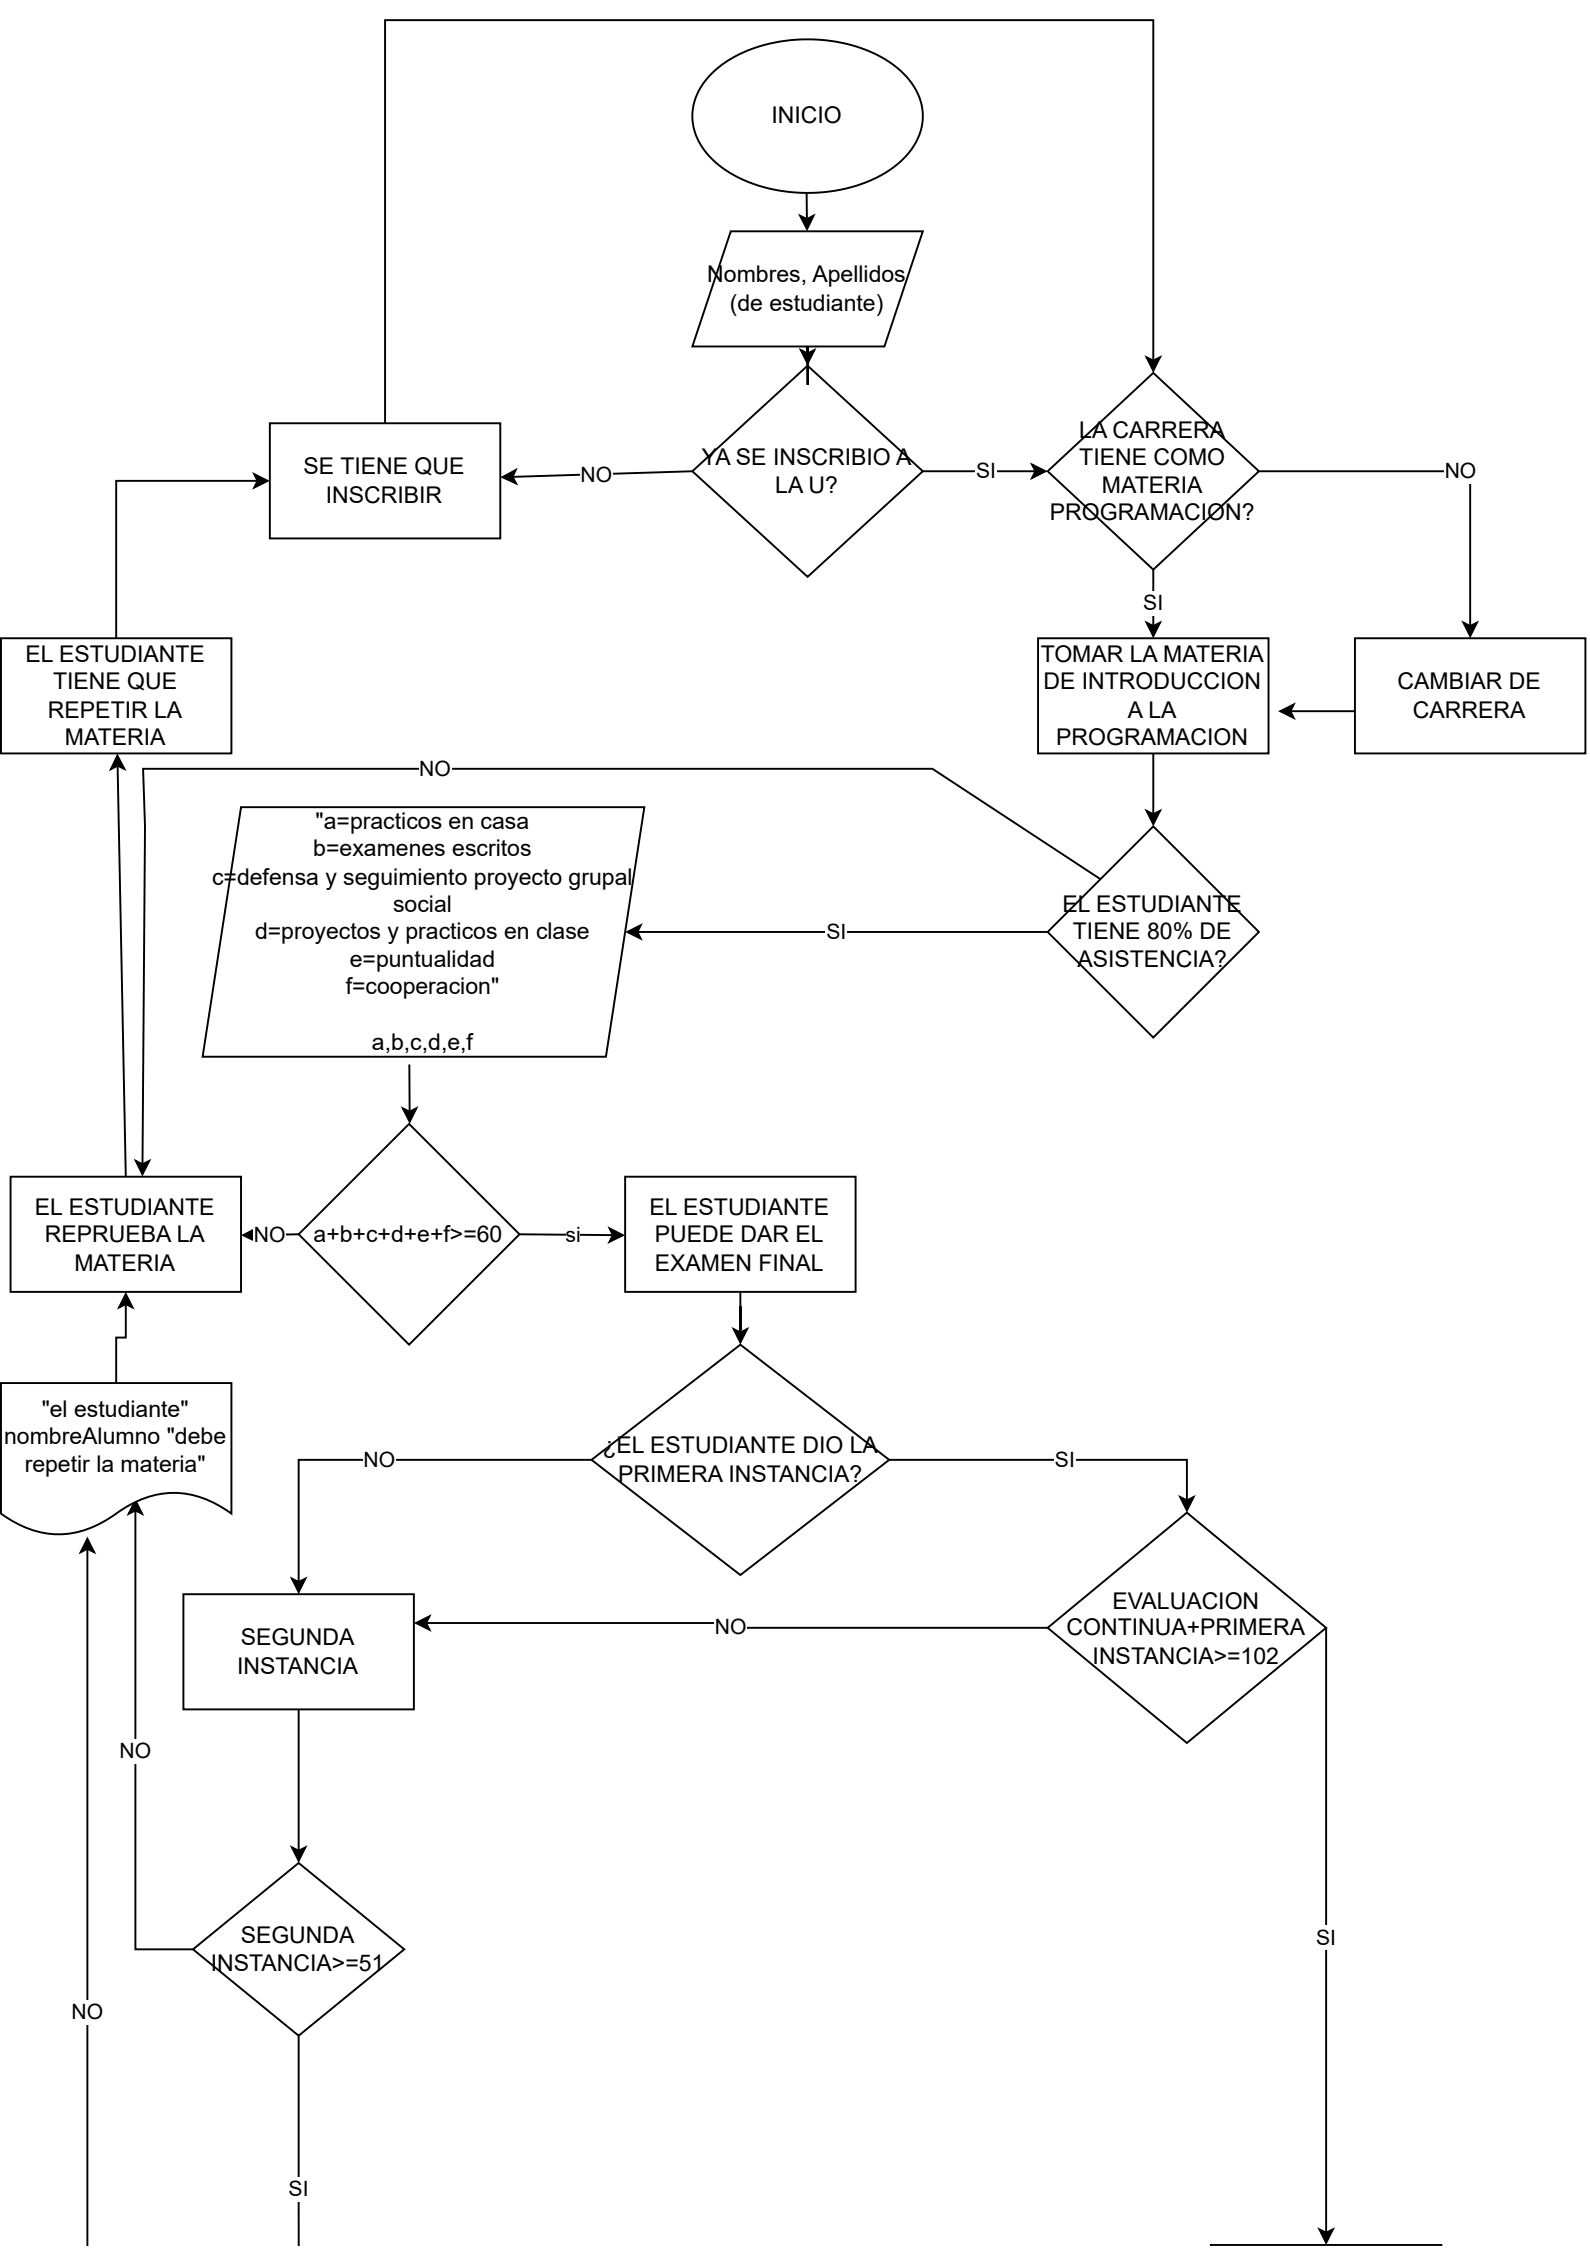 INICIO
Nombres, Apellidos
(de estudiante)
YA SE INSCRIBIO A
LA U?
NO
SI
SE TIENE QUE
INSCRIBIR
LA CARRERA
TIENE COMO
MATERIA
PROGRAMACION?
NO
SI
EL ESTUDIANTE
TIENE QUE
REPETIR LA
MATERIA
TOMAR LA MATERIA
DE INTRODUCCION
A LA
PROGRAMACION
CAMBIAR DE
CARRERA
NO
"a=practicos en casa
b=examenes escritos
c=defensa y seguimiento proyecto grupal
social
d=proyectos y practicos en clase
e=puntualidad
f=cooperacion"
a,b,c,d,e,f
SI
EL ESTUDIANTE
TIENE 80% DE
ASISTENCIA?
EL ESTUDIANTE
REPRUEBA LA
MATERIA
NO
a+b+c+d+e+f>=60
si
EL ESTUDIANTE
PUEDE DAR EL
EXAMEN FINAL
"el estudiante"
nombreAlumno "debe
repetir la materia"
NO
¿EL ESTUDIANTE DIO LA
PRIMERA INSTANCIA?
SI
SEGUNDA
INSTANCIA
NO
EVALUACION
CONTINUA+PRIMERA
INSTANCIA>=102
NO
SEGUNDA
INSTANCIA>=51
SI
NO
SI